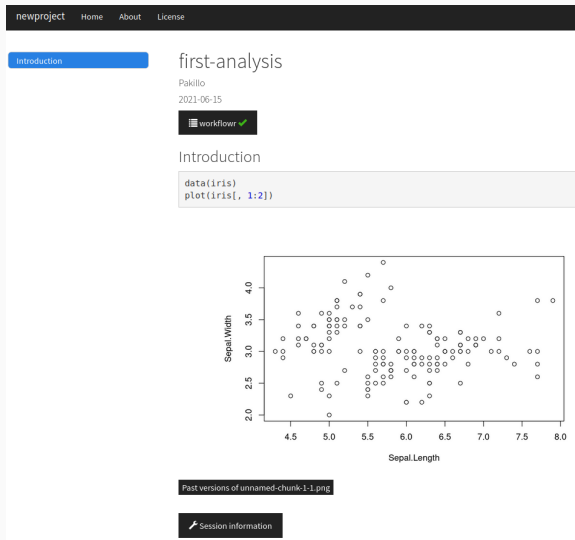 newproject Home About License
Introduction
first-analysis
Pakillo
2021-06-15
workflowr
Introduction
data(iris)
plot(iris[, 1:2])
4.0
3.5
3.0
2.5
2.0
Sepal.Width
4.5 5.0 5.5 6.0 6.5 7.0 7.5 8.0
Sepal.Length
Past versions of unnamed-chunk-1-1.png
Session information